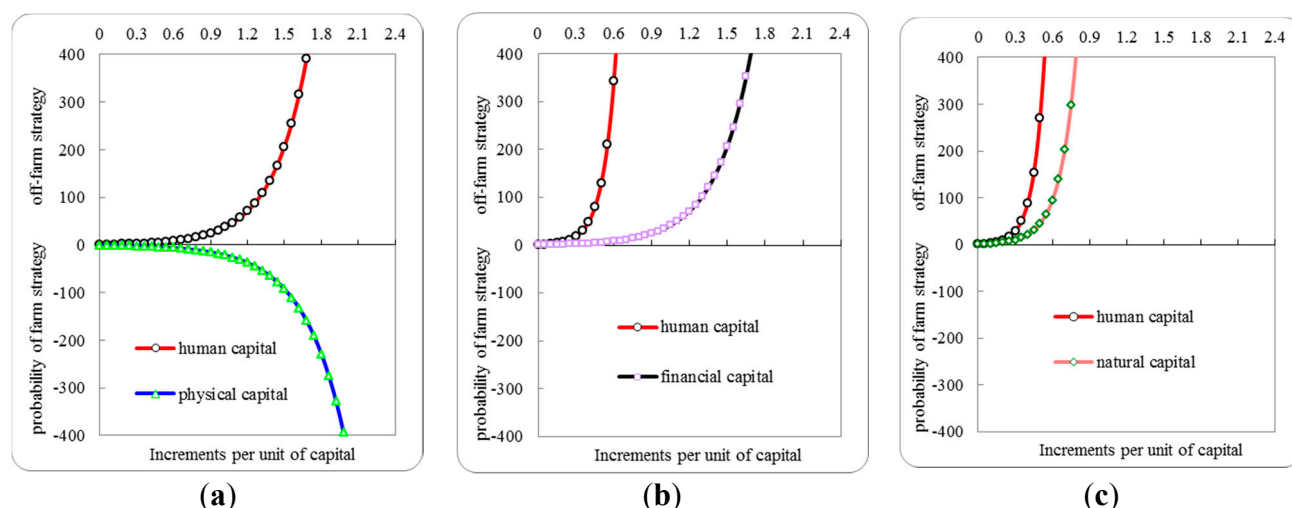 0 0.3 0.6 0.9 1.2 1.5 1.8 2.1 2.4
400
300
200
100
0
-100
-200
-300
-400
off-farm strategy
probability of farm strategy
human capital
physical capital
Increments per unit of capital
(a)
0 0.3 0.6 0.9 1.2 1.5 1.8 2.1 2.4
400
300
200
100
0
-100
-200
-300
-400
off-farm strategy
probability of farm strategy
human capital
financial capital
Increments per unit of capital
(b)
0 0.3 0.6 0.9 1.2 1.5 1.8 2.1 2.4
400
300
200
100
0
-100
-200
-300
-400
off-farm strategy
probability of farm strategy
human capital
natural capital
Increments per unit of capital
(c)